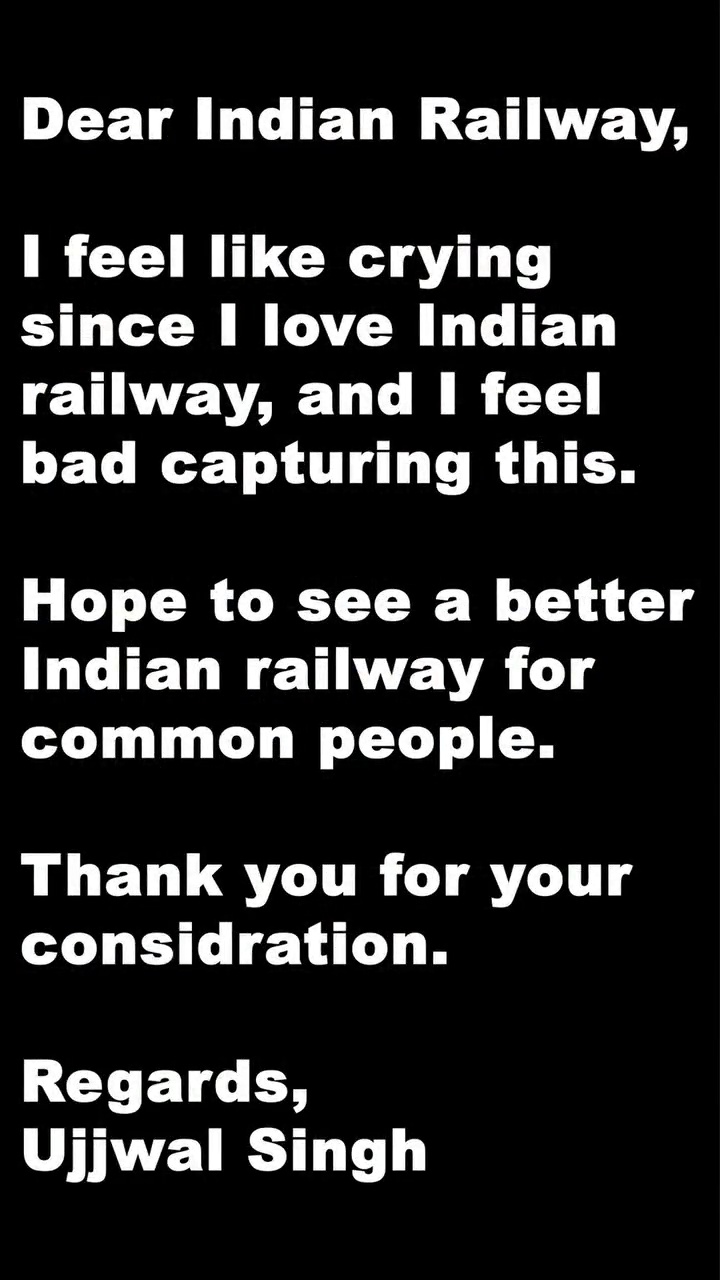 Dear Indian Railway,
I feel like crying
since I love Indian
railway, and I feel
bad capturing this.
Hope to see a better
Indian railway for
common people.
Thank you for your
considration.
Regards,
Ujjwal Singh